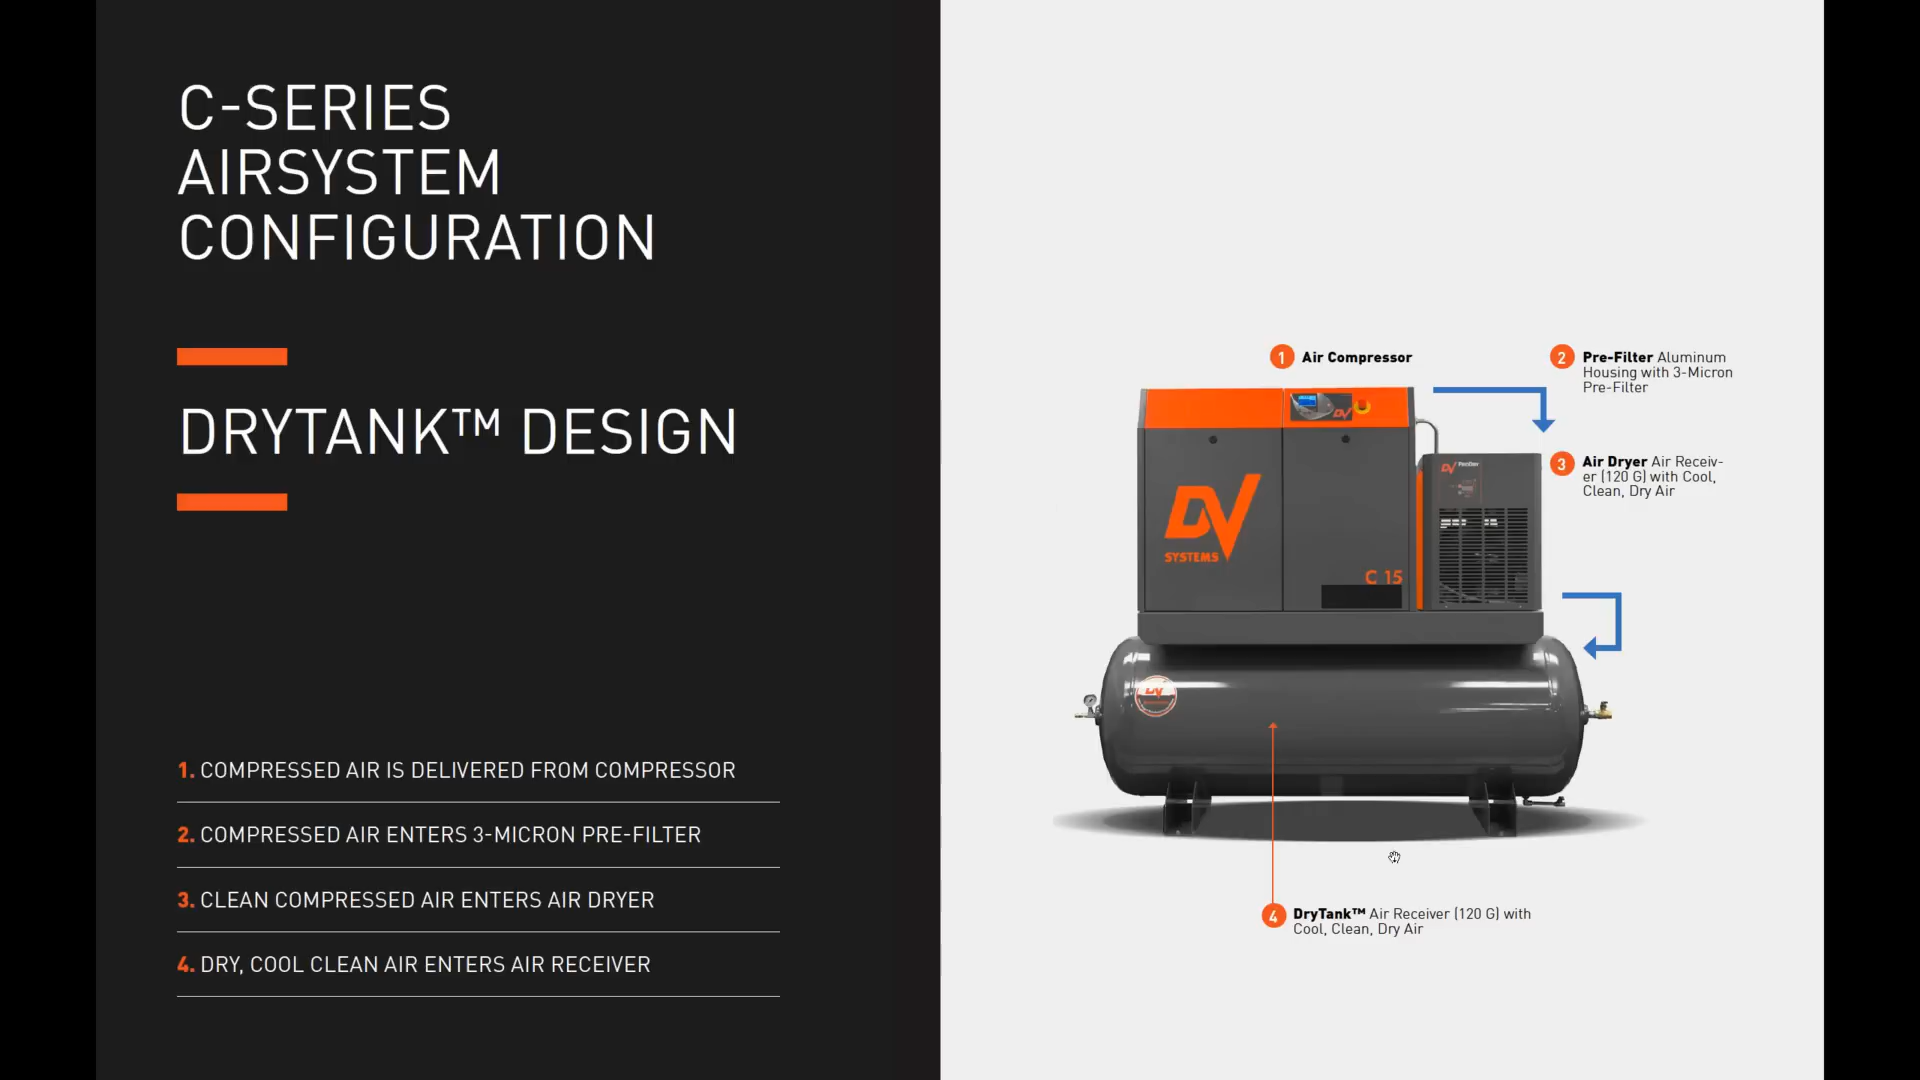 C-SERIES
AIRSYSTEM
CONFIGURATION
DRYTANK™ DESIGN
1. COMPRESSED AIR IS DELIVERED FROM COMPRESSOR
2. COMPRESSED AIR ENTERS 3-MICRON PRE-FILTER
3. CLEAN COMPRESSED AIR ENTERS AIR DRYER
4. DRY, COOL CLEAN AIR ENTERS AIR RECEIVER
1 Air Compressor
2 Pre-Filter Aluminum
Housing with 3-Micron
Pre-Filter
3 Air Dryer Air Receiv-
er (120 G) with Cool,
Clean, Dry Air
DV
DV
SYSTEMS
C 15
DV
DV
4 DryTank™ Air Receiver (120 G) with
Cool, Clean, Dry Air